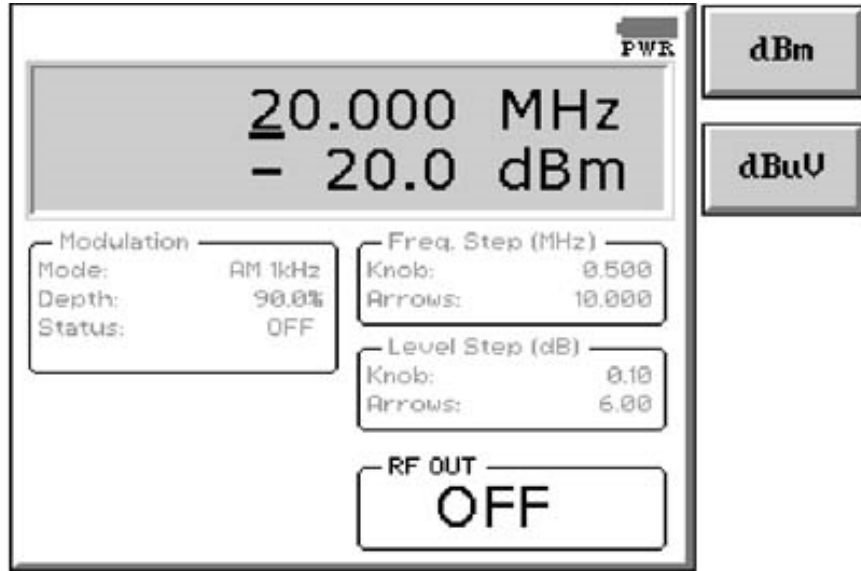 PWR
20.000 MHz
- 20.0 dBm
Modulation
Mode: AM 1kHz
Depth: 90.0%
Status: OFF
Freq. Step (MHz)
Knob: 0.500
Arrows: 10.000
Level Step (dB)
Knob: 0.10
Arrows: 6.00
RF OUT
OFF
dBm
dBuV